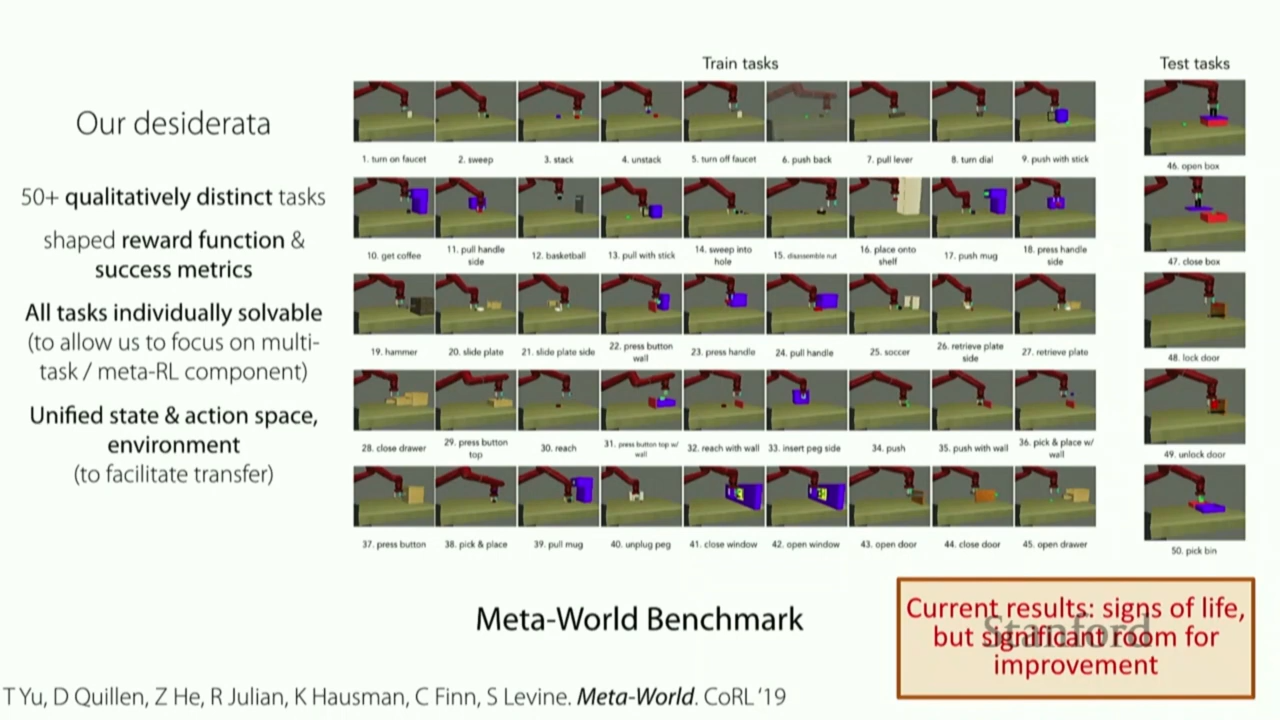 Train tasks
Test tasks
Our desiderata
50+ qualitatively distinct tasks
shaped reward function &
success metrics
All tasks individually solvable
(to allow us to focus on multi-
task / meta-RL component)
Unified state & action space,
environment
(to facilitate transfer)
1. turn on faucet
2. sweep
3. stack
4. unstack
5. turn off faucet
6. push back
7. pull lever
8. turn dial
9. push with stick
10. get coffee
11. pull handle
side
12. basketball
13. pull with stick
14. sweep into
hole
15. disassemble nut
16. place onto
shelf
17. push mug
18. press handle
side
19. hammer
20. slide plate
21. slide plate side
22. press button
wall
23. press handle
24. pull handle
25. soccer
26. retrieve plate
side
27. retrieve plate
28. close drawer
29. press button
top
30. reach
31. press button top w/
wall
32. reach with wall
33. insert peg side
34. push
35. push with wall
36. pick & place w/
wall
37. press button
38. pick & place
39. pull mug
40. unplug peg
41. close window
42. open window
43. open door
44. close door
45. open drawer
46. open box
47. close box
48. lock door
49. unlock door
50. pick bin
Meta-World Benchmark
Current results: signs of life,
but significant room for
improvement
Stanford
T Yu, D Quillen, Z He, R Julian, K Hausman, C Finn, S Levine. Meta-World. CoRL ‘19